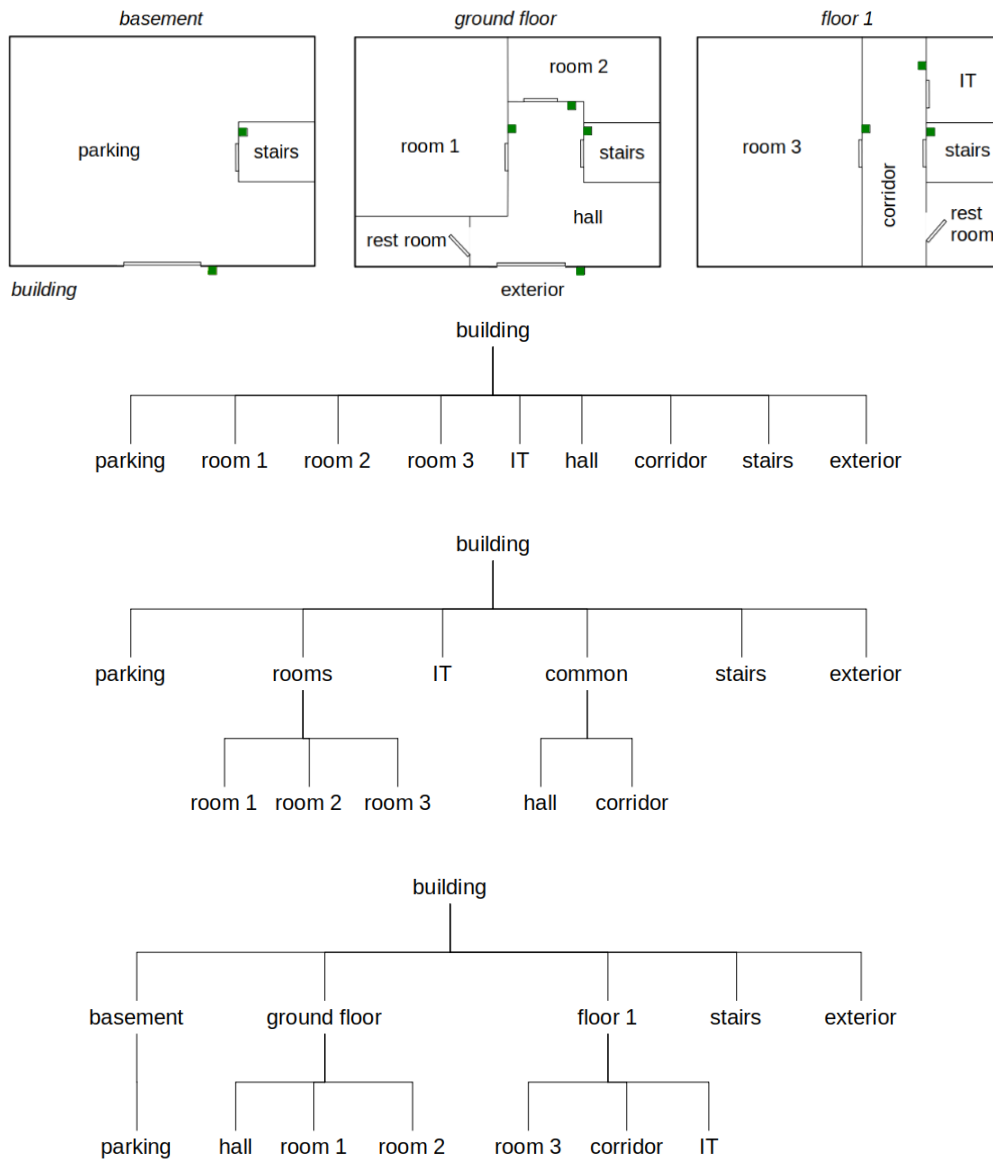 basement
ground floor
floor 1
parking
stairs
building
room 1
room 2
stairs
hall
rest room
exterior
room 3
corridor
IT
stairs
rest
room
building
parking room 1 room 2 room 3 IT hall corridor stairs exterior
building
parking rooms IT common stairs exterior
room 1 room 2 room 3 hall corridor
building
basement ground floor floor 1 stairs exterior
parking hall room 1 room 2 room 3 corridor IT